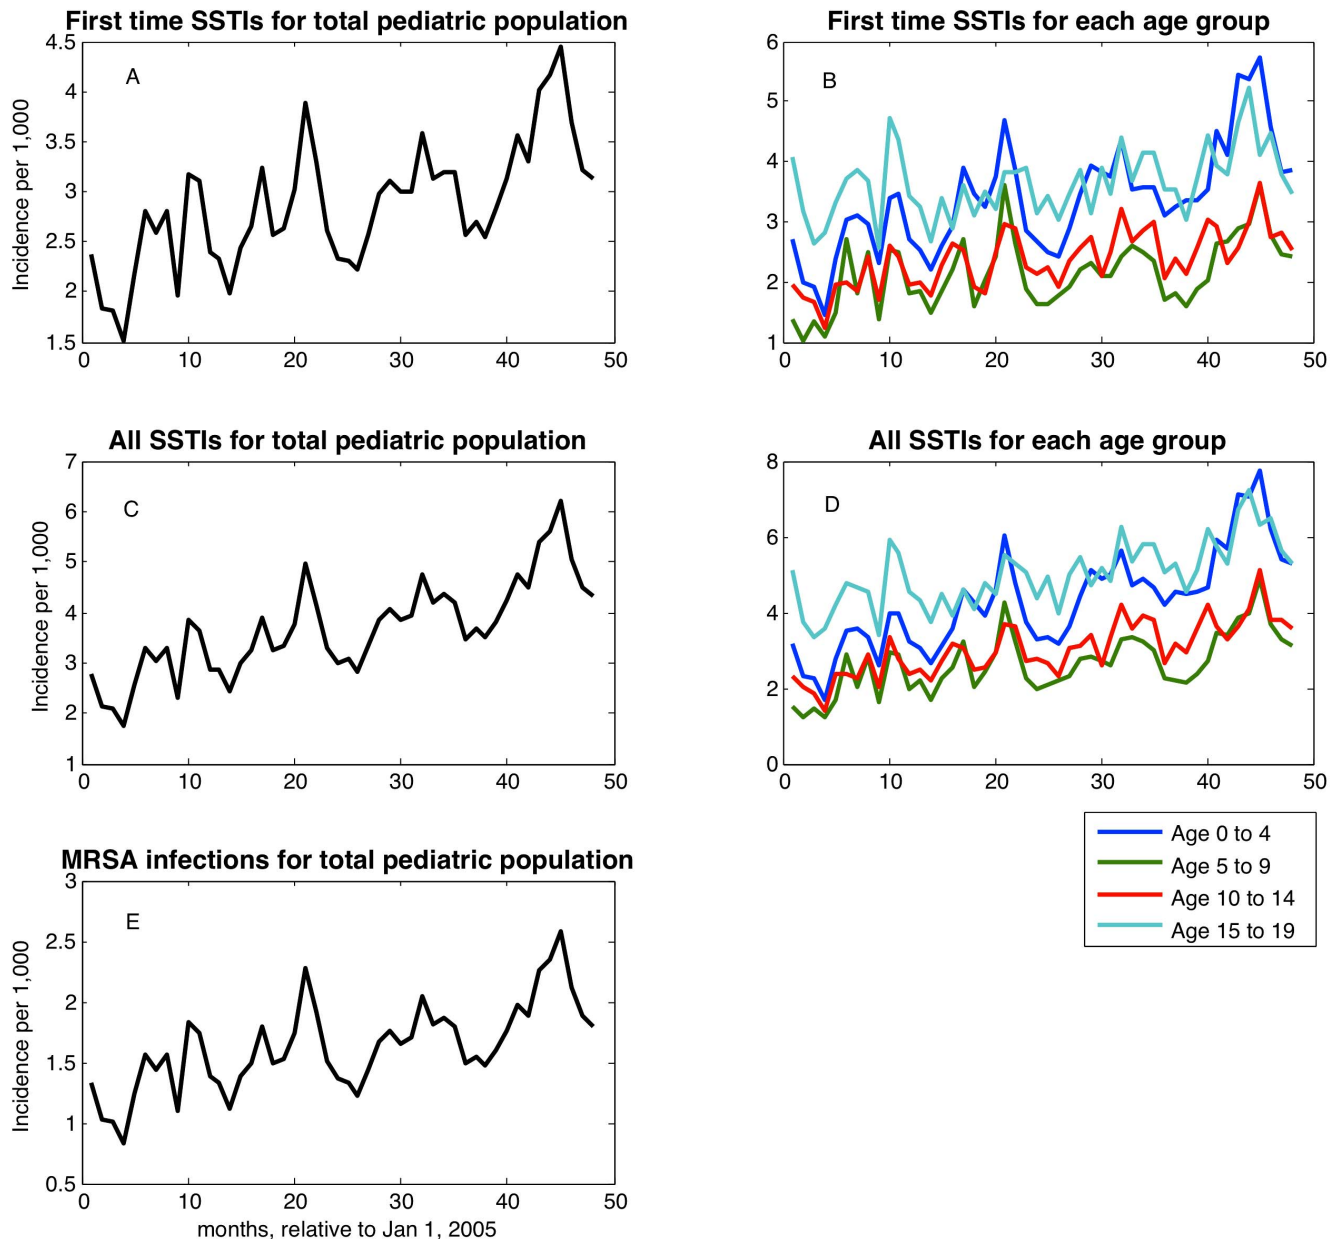 First time SSTIs for total pediatric population
A
Incidence per 1,000
4.5
4
3.5
3
2.5
2
1.5
0 10 20 30 40 50
First time SSTIs for each age group
B
6
5
4
3
2
1
0 10 20 30 40 50
All SSTIs for total pediatric population
C
Incidence per 1,000
7
6
5
4
3
2
1
0 10 20 30 40 50
All SSTIs for each age group
D
8
6
4
2
0
0 10 20 30 40 50
Age 0 to 4
Age 5 to 9
Age 10 to 14
Age 15 to 19
MRSA infections for total pediatric population
E
Incidence per 1,000
3
2.5
2
1.5
1
0.5
0 10 20 30 40 50
months, relative to Jan 1, 2005